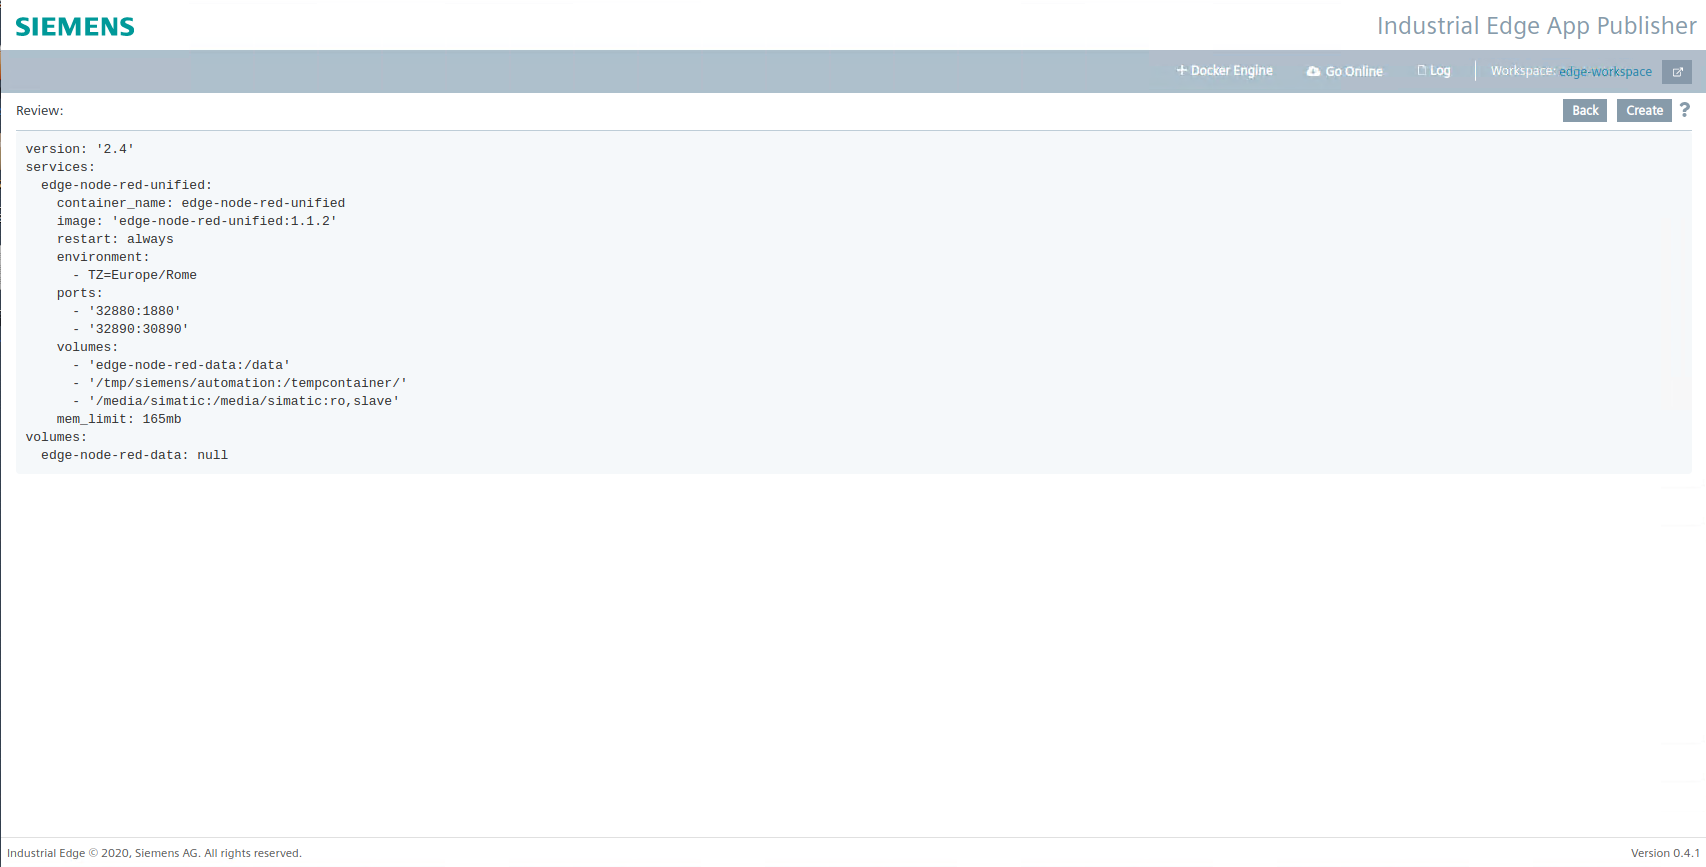 SIEMENS
Industrial Edge App Publisher
+ Docker Engine
Go Online
Log
Workspace: edge-workspace
Review:
Back
Create
?
version: '2.4'
services:
  edge-node-red-unified:
    container_name: edge-node-red-unified
    image: 'edge-node-red-unified:1.1.2'
    restart: always
    environment:
      - TZ=Europe/Rome
    ports:
      - '32880:1880'
      - '32890:30890'
    volumes:
      - 'edge-node-red-data:/data'
      - '/tmp/siemens/automation:/tempcontainer/'
      - '/media/simatic:/media/simatic:ro,slave'
    mem_limit: 165mb
volumes:
  edge-node-red-data: null
Industrial Edge © 2020, Siemens AG. All rights reserved.
Version 0.4.1